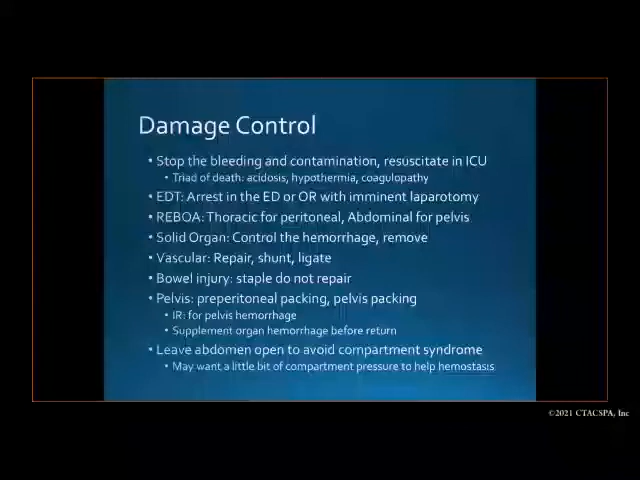 Damage Control
• Stop the bleeding and contamination, resuscitate in ICU
• Triad of death: acidosis, hypothermia, coagulopathy
• EDT: Arrest in the ED or OR with imminent laparotomy
• REBOA: Thoracic for peritoneal, Abdominal for pelvis
• Solid Organ: Control the hemorrhage, remove
• Vascular: Repair, shunt, ligate
• Bowel injury: staple do not repair
• Pelvis: preperitoneal packing, pelvis packing
• IR: for pelvis hemorrhage
• Supplement organ hemorrhage before return
• Leave abdomen open to avoid compartment syndrome
• May want a little bit of compartment pressure to help hemostasis
©2021 CTACSPA, Inc